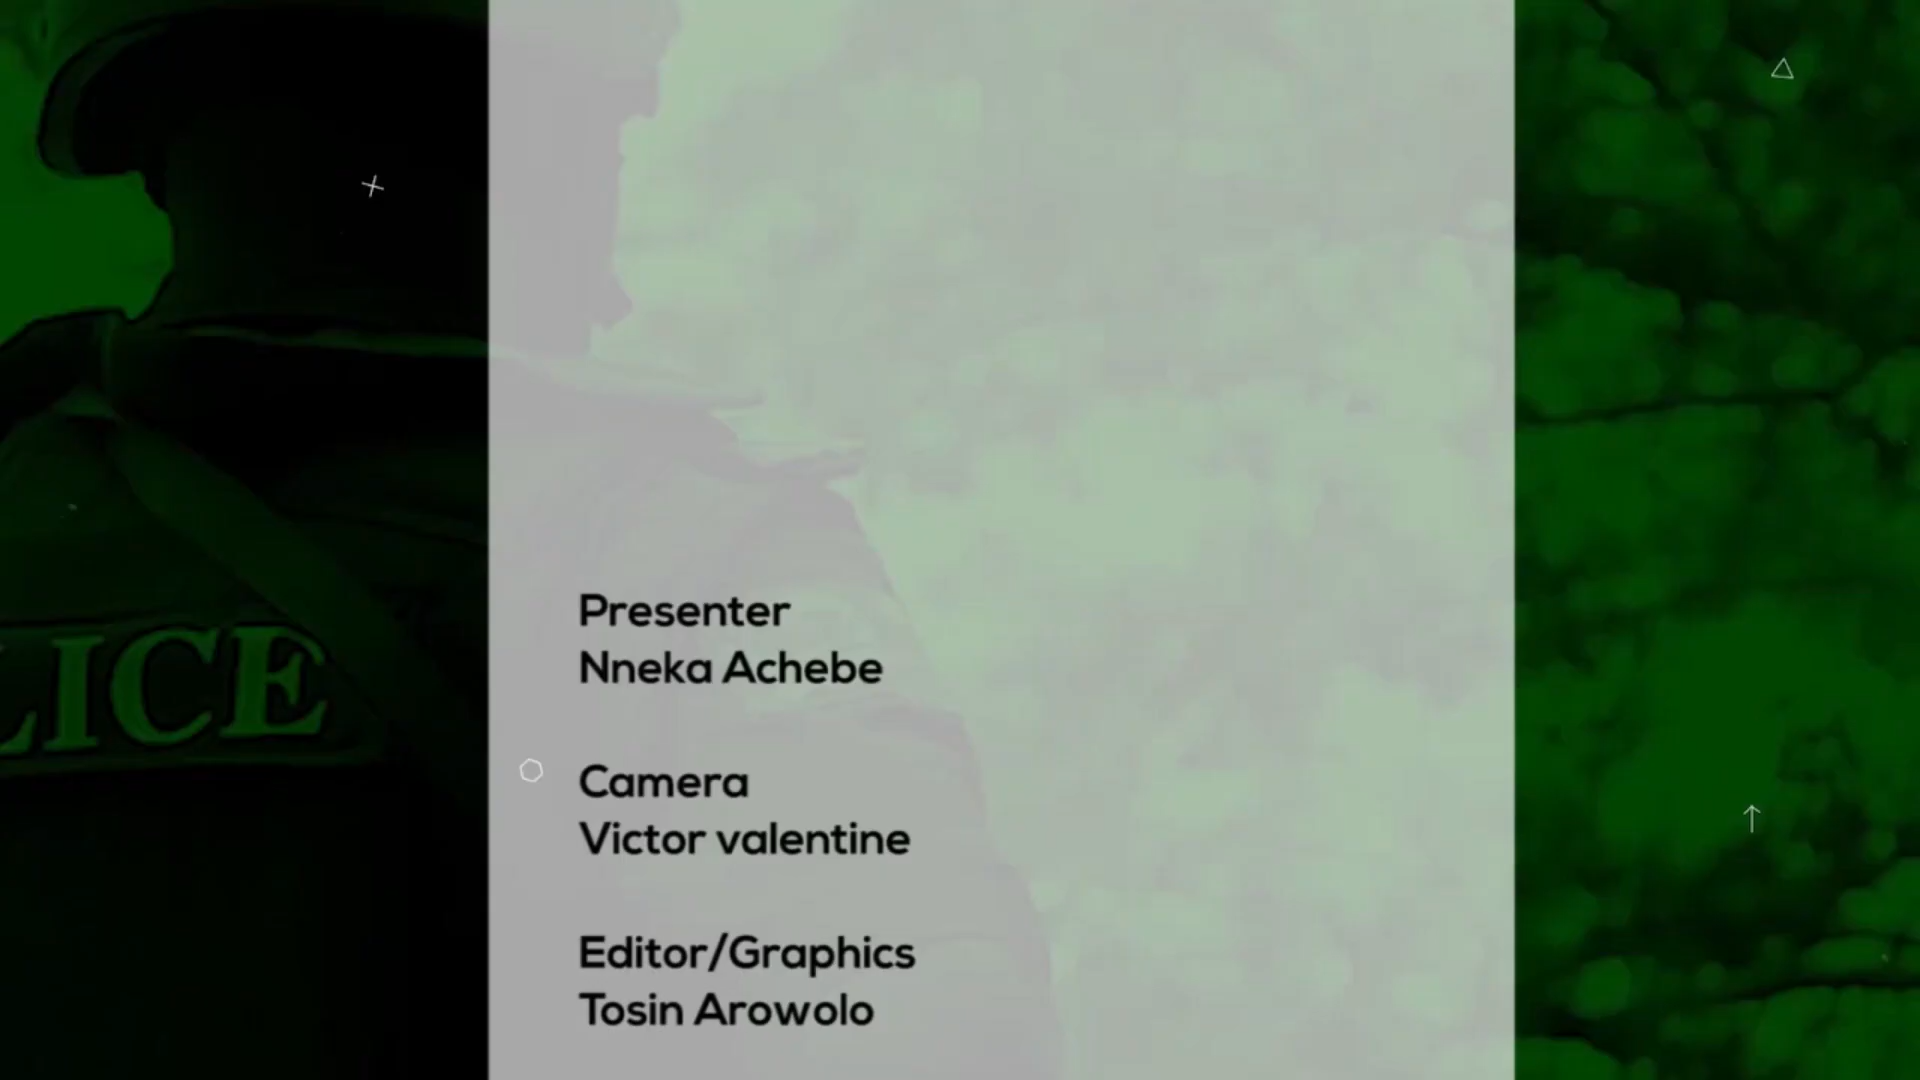 LICE
Presenter
Nneka Achebe
Camera
Victor valentine
Editor/Graphics
Tosin Arowolo